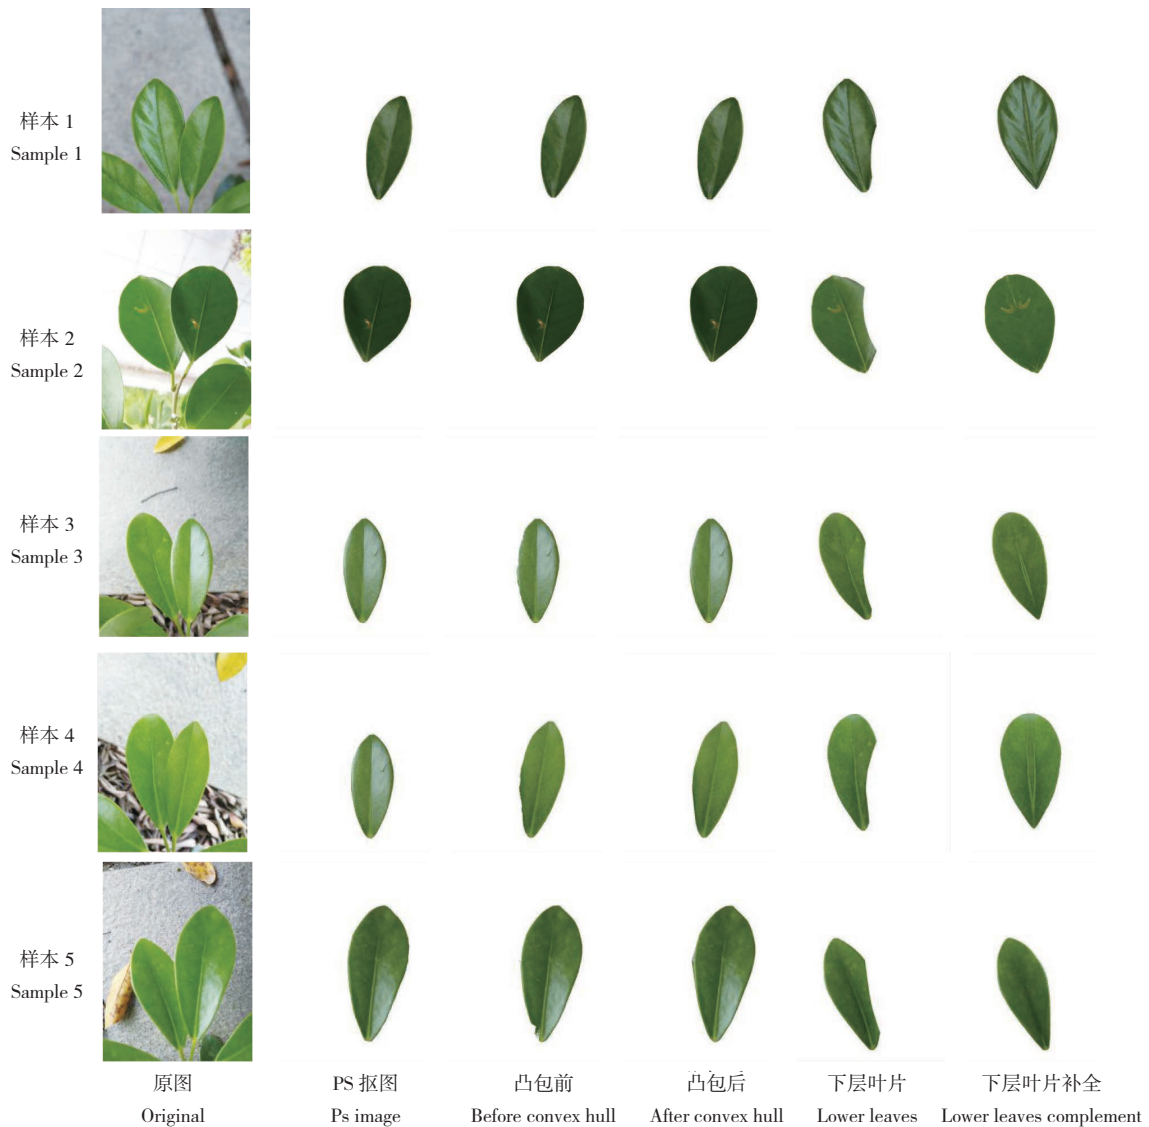 样本 1
Sample 1
样本 2
Sample 2
样本 3
Sample 3
样本 4
Sample 4
样本 5
Sample 5
原图
Original
PS 抠图
Ps image
凸包前
Before convex hull
凸包后
After convex hull
下层叶片
Lower leaves
下层叶片补全
Lower leaves complement